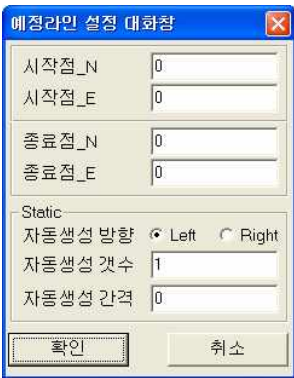 예정라인 설정 대화창
시작점_N 0
시작점_E 0
종료점_N 0
종료점_E 0
Static
자동생성 방향 Left Right
자동생성 갯수 1
자동생성 간격 0
확인 취소